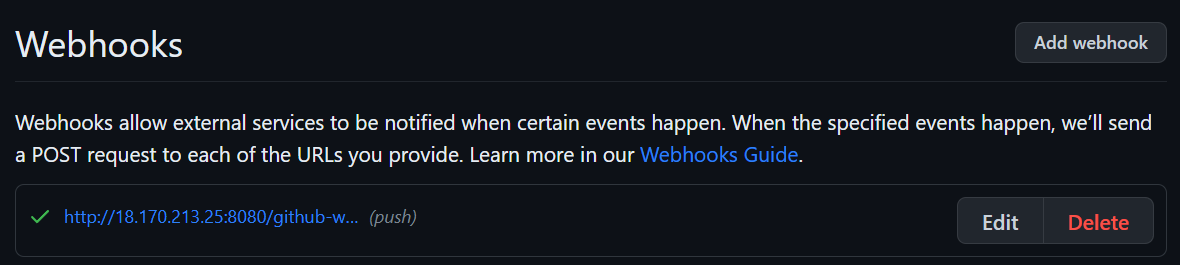 Webhooks
Add webhook
Webhooks allow external services to be notified when certain events happen. When the specified events happen, we’ll send
a POST request to each of the URLs you provide. Learn more in our Webhooks Guide.
http://18.170.213.25:8080/github-w... (push)
Edit
Delete